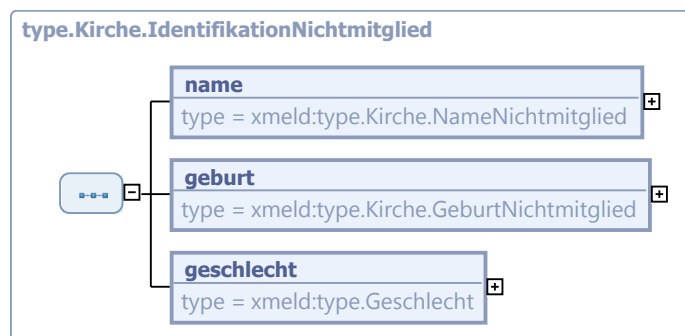 type.Kirche.IdentifikationNichtmitglied
name
type = xmeld:type.Kirche.NameNichtmitglied
geburt
type = xmeld:type.Kirche.GeburtNichtmitglied
geschlecht
type = xmeld:type.Geschlecht